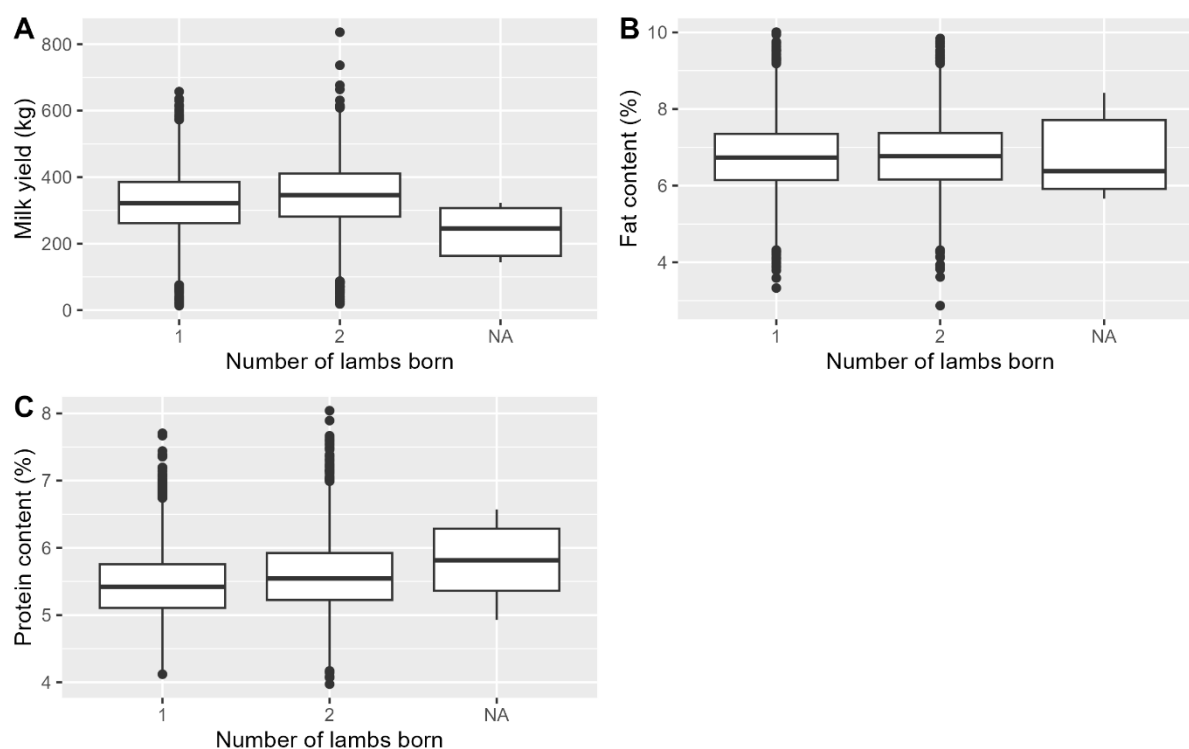 A
Milk yield (kg)
800
600
400
200
0
1 2 NA
Number of lambs born
B
Fat content (%)
10
8
6
4
1 2 NA
Number of lambs born
C
Protein content (%)
8
7
6
5
4
1 2 NA
Number of lambs born